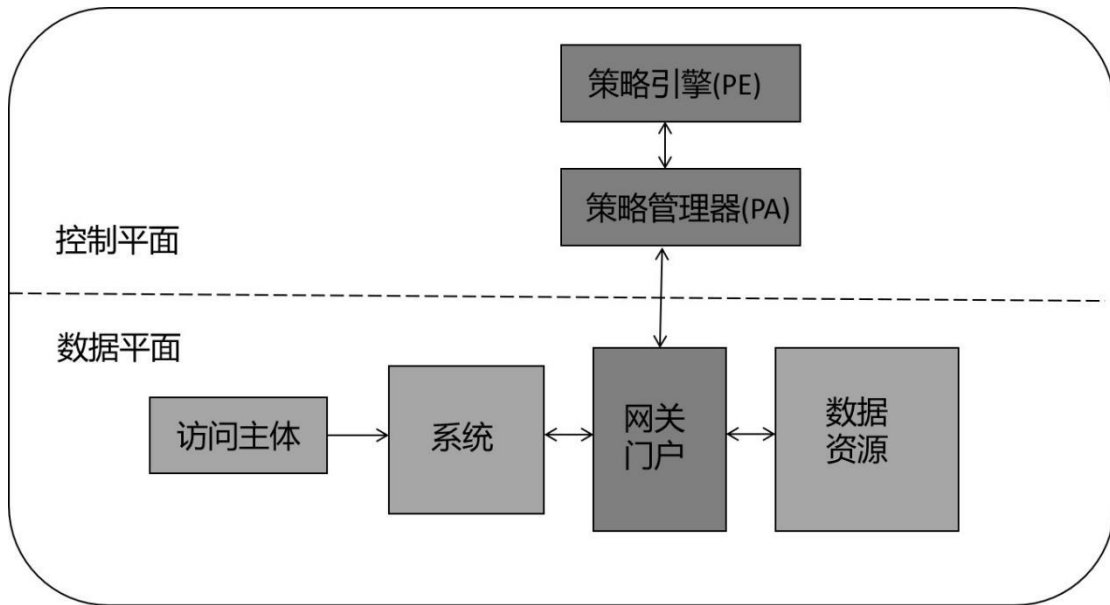 策略引擎(PE)
策略管理器(PA)
控制平面
数据平面
访问主体
系统
网关
门户
数据
资源